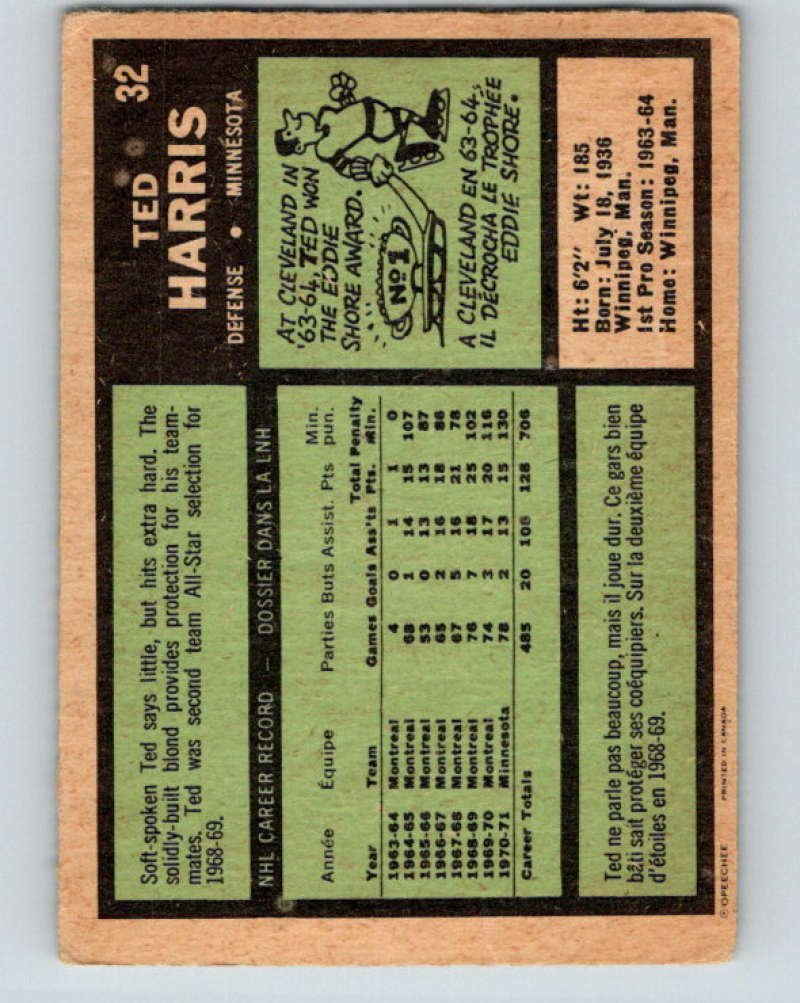 32
TED
HARRIS
DEFENSE • MINNESOTA
Soft-spoken Ted says little, but hits extra hard. The
solidly-built blond provides protection for his team-
mates. Ted was second team All-Star selection for
1968-69.
AT CLEVELAND IN
'63-64, TED WON
THE EDDIE
SHORE AWARD.
Nº1
A CLEVELAND EN 63-64,
IL DÉCROCHA LE TROPHÉE
EDDIE SHORE.
NHL CAREER RECORD — DOSSIER DANS LA LNH
Année Équipe Parties Buts Assist. Pts Min. pun.
Year Team Games Goals Ass'ts Total Pts. Penalty Min.
1963-64 Montreal 4 0 1 1 0
1964-65 Montreal 68 1 14 15 107
1965-66 Montreal 53 0 13 13 87
1966-67 Montreal 65 2 16 18 86
1967-68 Montreal 67 5 16 21 78
1968-69 Montreal 76 7 18 25 102
1969-70 Montreal 74 3 17 20 116
1970-71 Minnesota 78 2 13 15 130
Career Totals 485 20 108 128 706
Ht: 6'2" Wt: 185
Born: July 18, 1936
Winnipeg, Man.
1st Pro Season: 1963-64
Home: Winnipeg, Man.
Ted ne parle pas beaucoup, mais il joue dur. Ce gars bien
bâti sait protéger ses coéquipiers. Sur la deuxième équipe
d'étoiles en 1968-69.
© OPEECHEE PRINTED IN CANADA